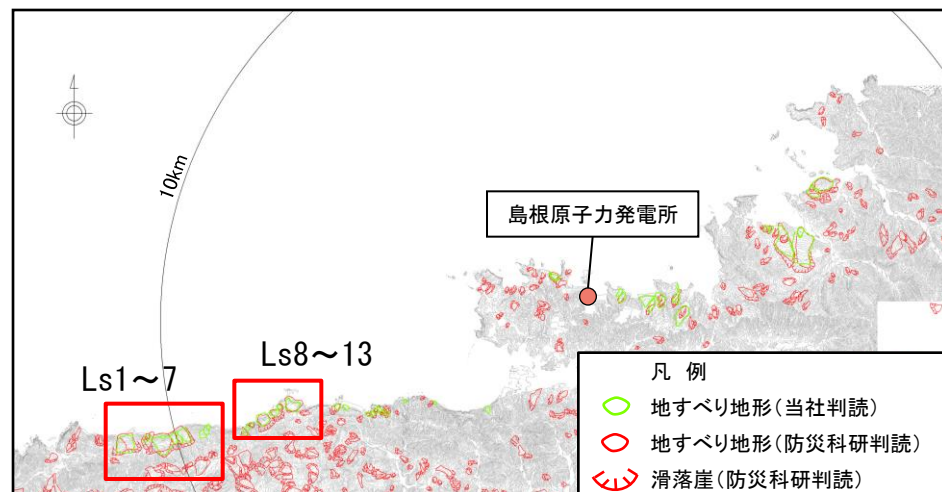 10km
島根原子力発電所
Ls8～13
Ls1～7
凡 例
地すべり地形(当社判読)
地すべり地形(防災科研判読)
滑落崖(防災科研判読)